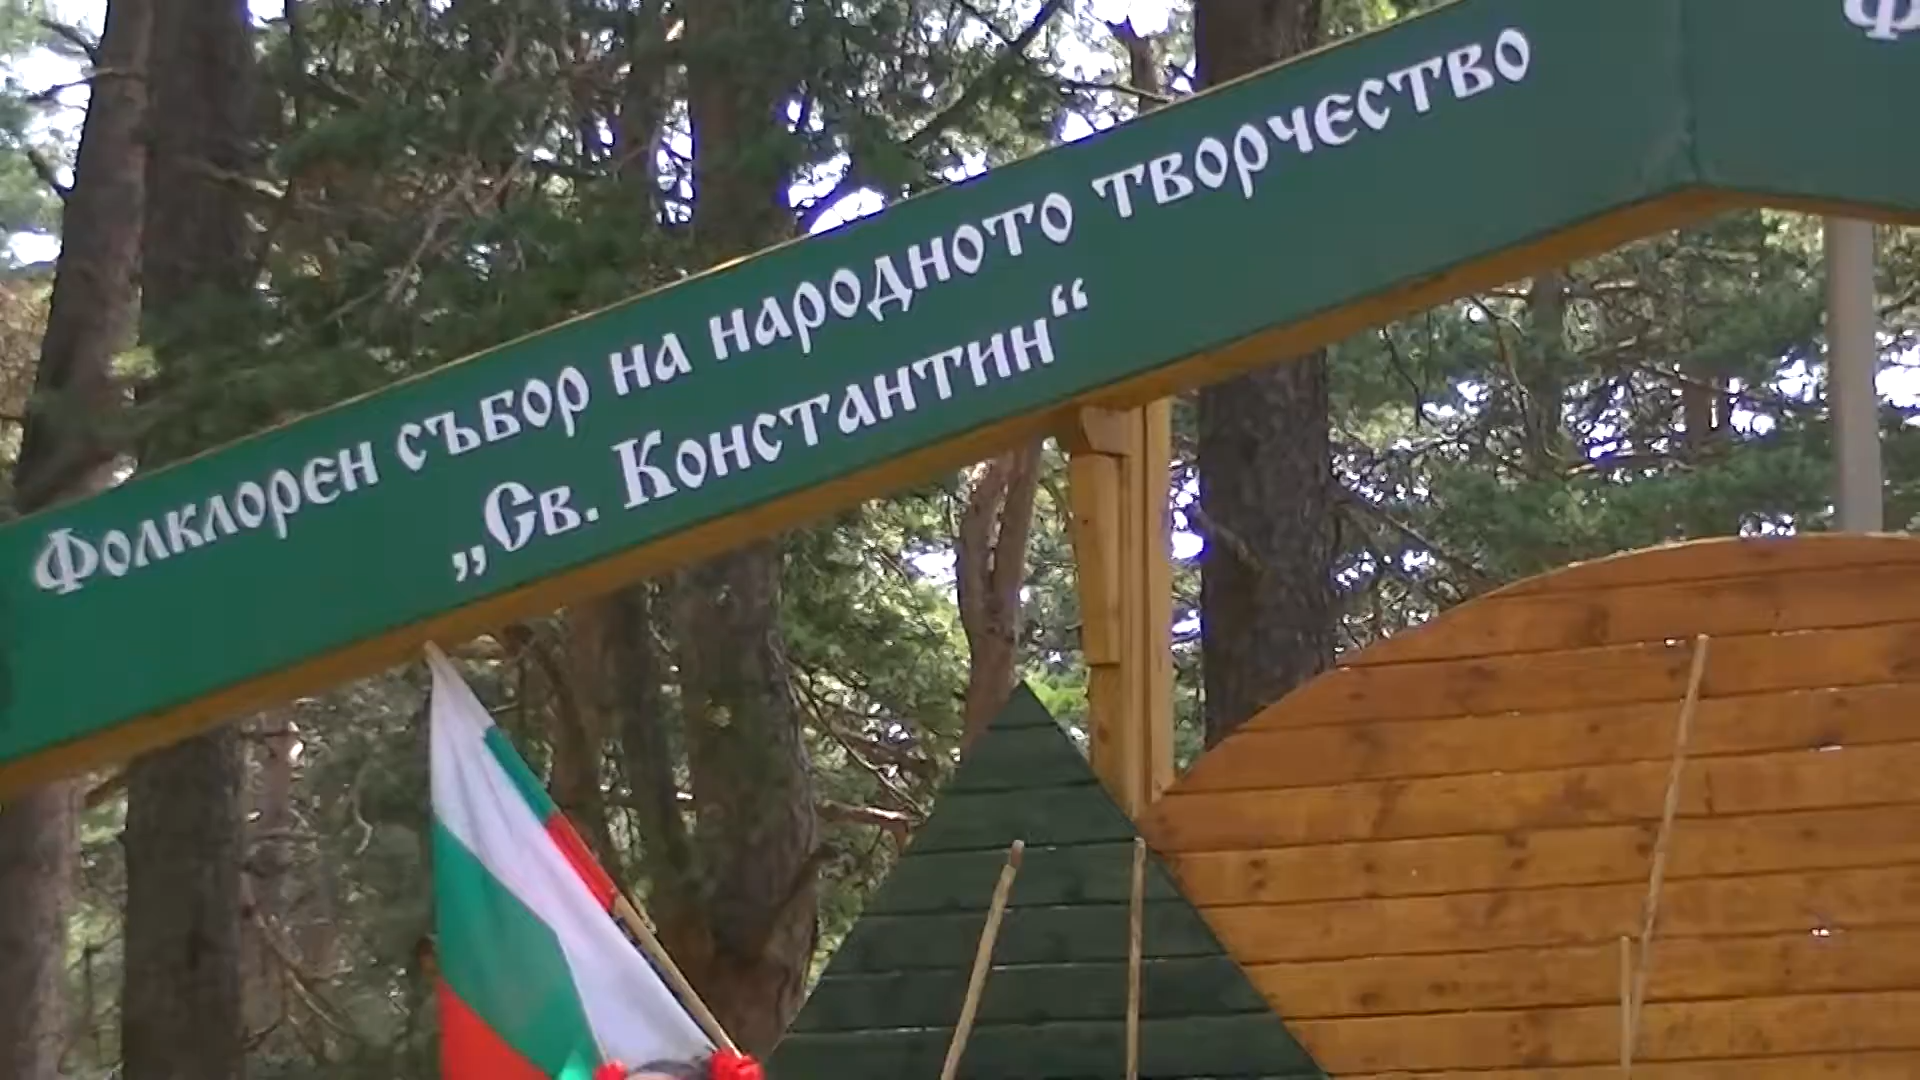 Фолклорен събор на народното творчество
„Св. Константин“
Ф